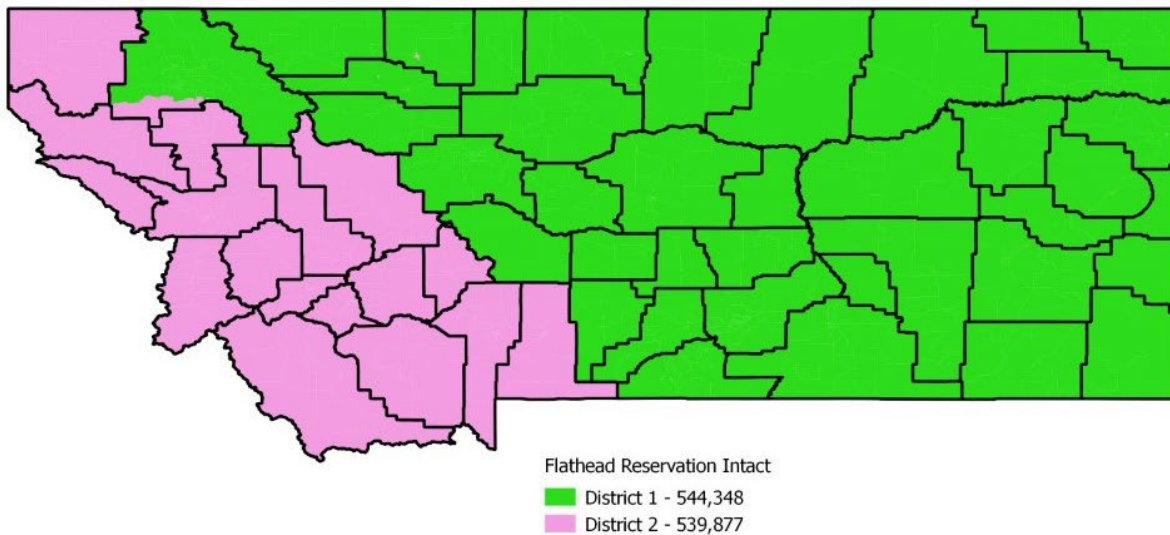 Flathead Reservation Intact
District 1 - 544,348
District 2 - 539,877